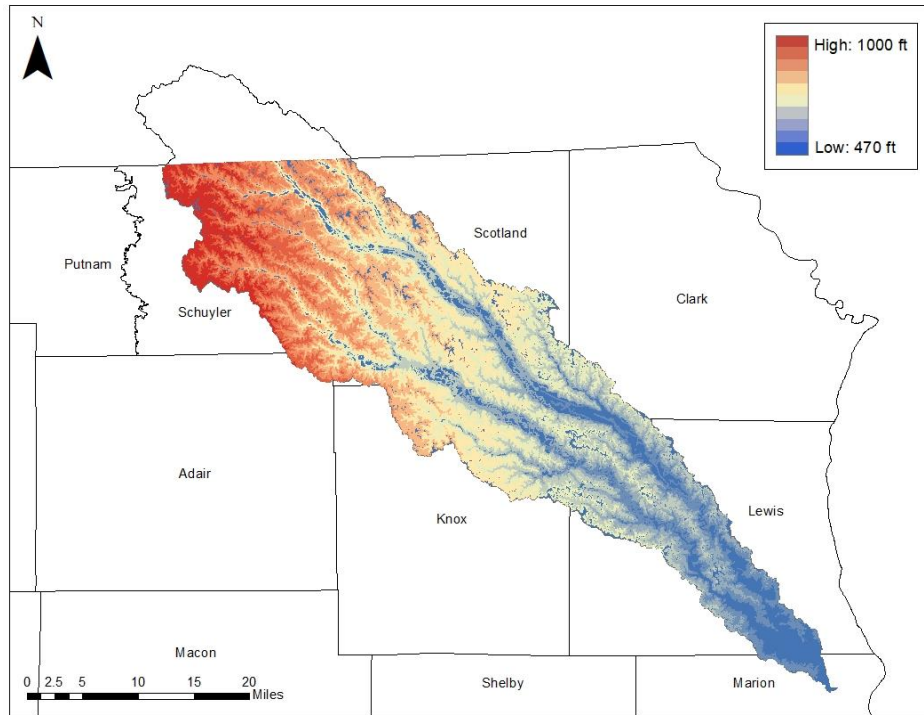 N
High: 1000 ft
Low: 470 ft
Scotland
Putnam
Clark
Schuyler
Adair
Lewis
Knox
Macon
0 2.5 5 10 15 20
Miles
Shelby
Marion